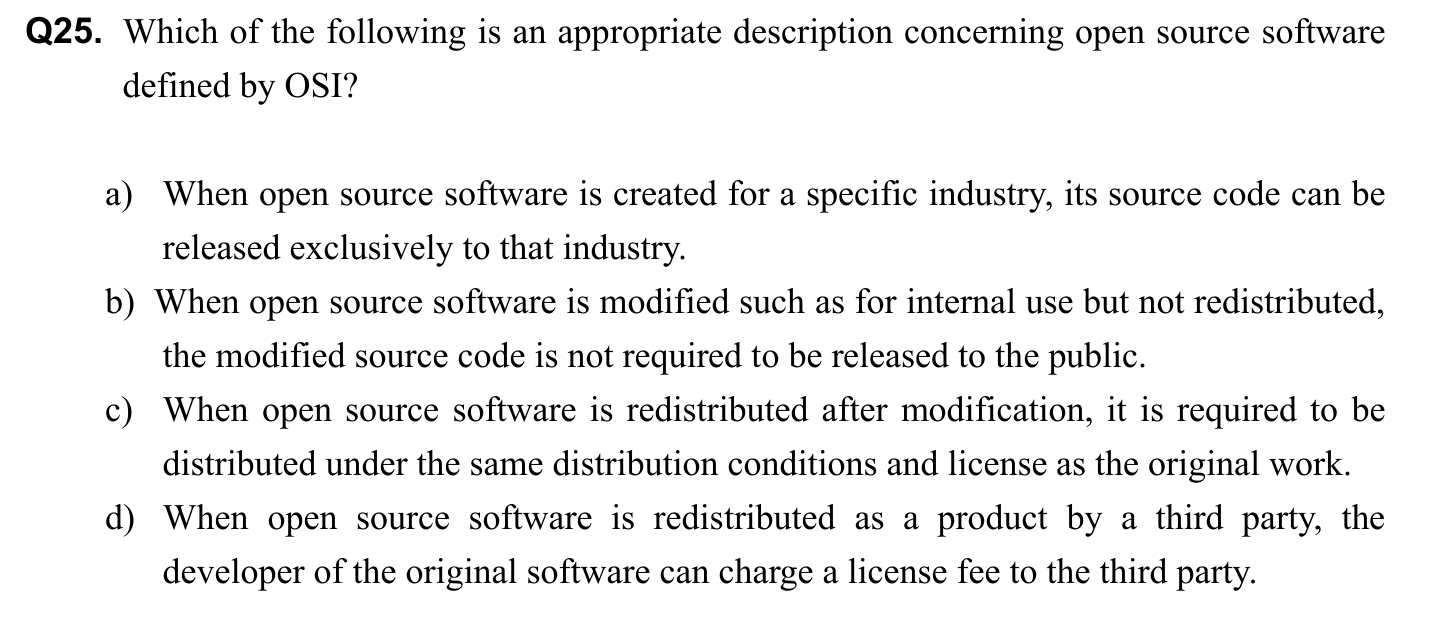 Q25. Which of the following is an appropriate description concerning open source software
defined by OSI?
a) When open source software is created for a specific industry, its source code can be
released exclusively to that industry.
b) When open source software is modified such as for internal use but not redistributed,
the modified source code is not required to be released to the public.
c) When open source software is redistributed after modification, it is required to be
distributed under the same distribution conditions and license as the original work.
d) When open source software is redistributed as a product by a third party, the
developer of the original software can charge a license fee to the third party.